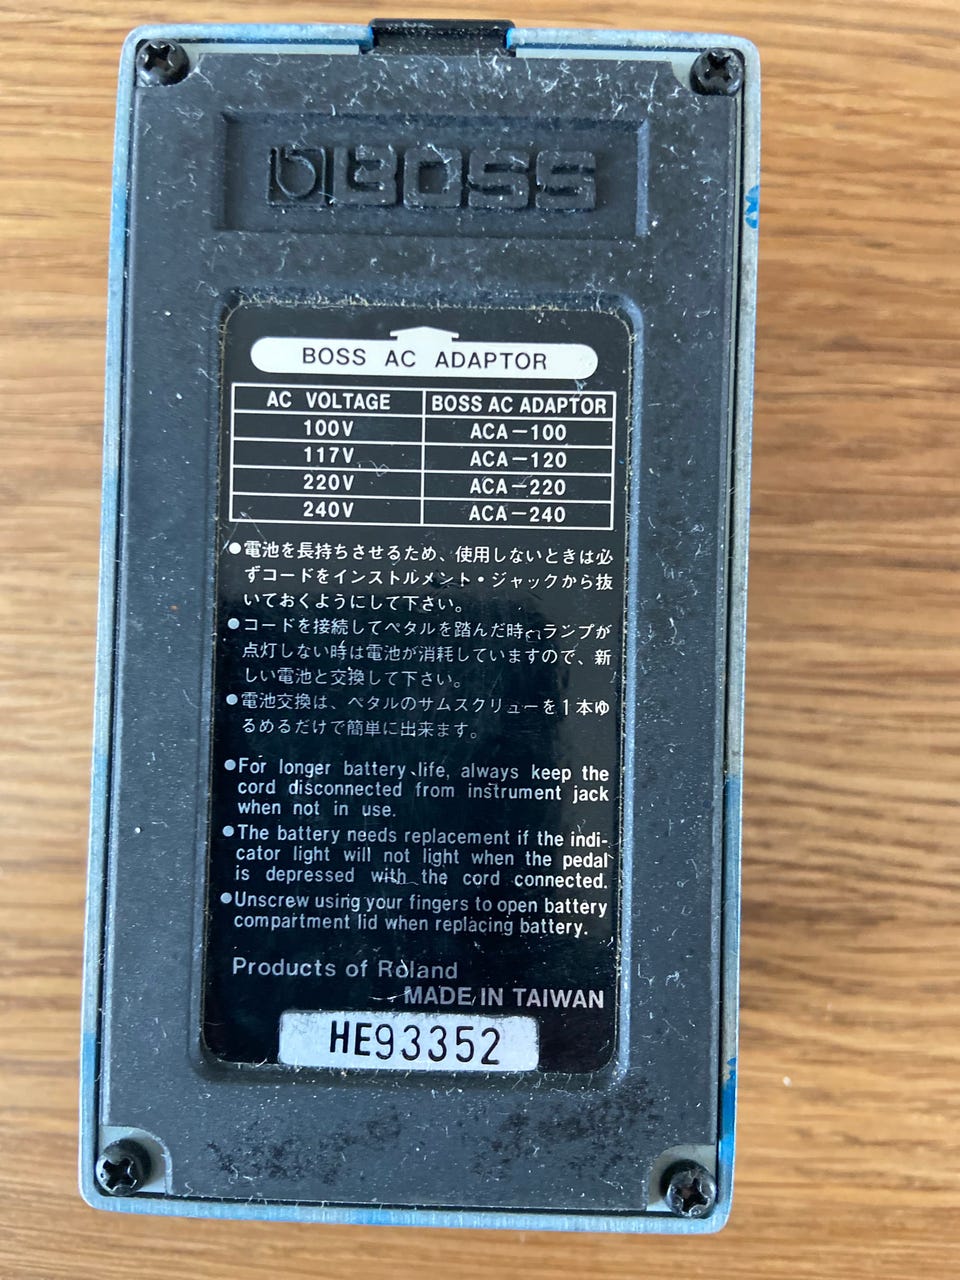 BOSS
BOSS AC ADAPTOR
AC VOLTAGE BOSS AC ADAPTOR
100V ACA-100
117V ACA-120
220V ACA-220
240V ACA-240
●電池を長持ちさせるため、使用しないときは必
ずコードをインストルメント・ジャックから抜
いておくようにして下さい。
●コードを接続してペタルを踏んだ時、ランプが
点灯しない時は電池が消耗していますので、新
しい電池と交換して下さい。
●電池交換は、ペタルのサムスクリューを1本ゆ
るめるだけで簡単に出来ます。
●For longer battery life, always keep the
cord disconnected from instrument jack
when not in use.
●The battery needs replacement if the indi-
cator light will not light when the pedal
is depressed with the cord connected.
●Unscrew using your fingers to open battery
compartment lid when replacing battery.
Products of Roland
MADE IN TAIWAN
HE93352